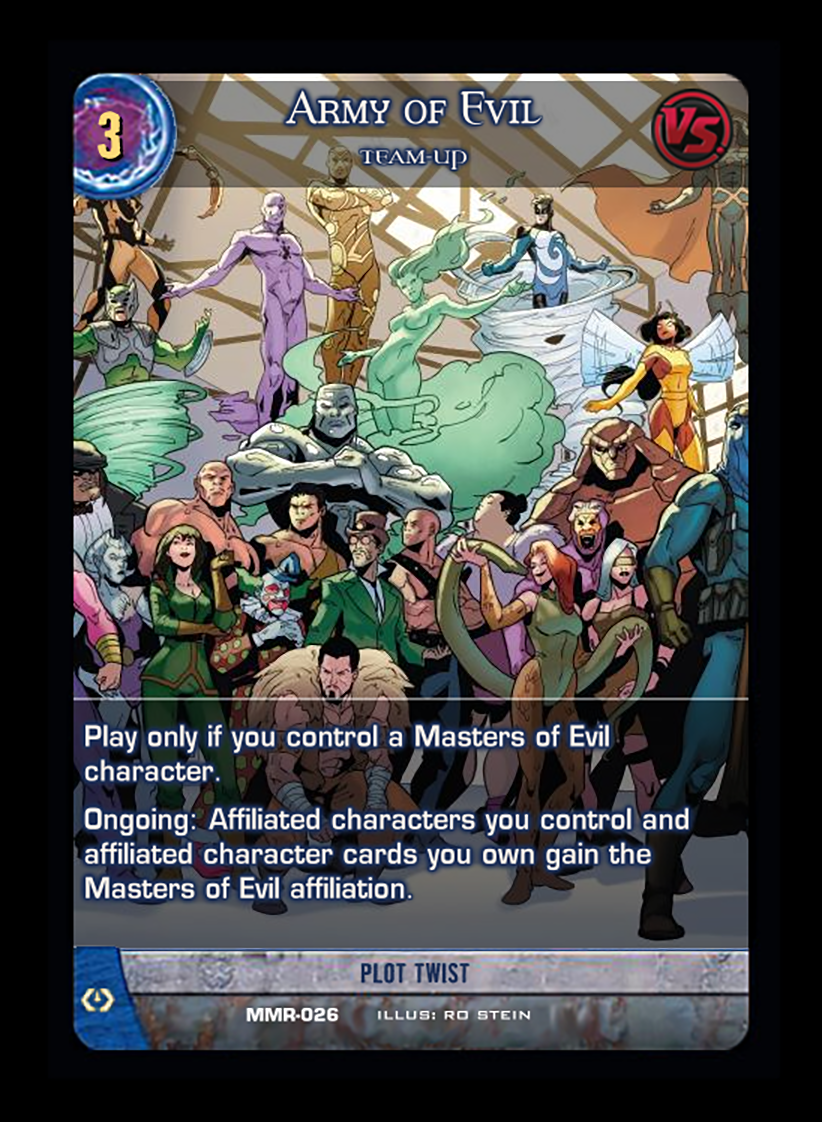 3
Army of Evil
VS.
TEAM-UP
Play only if you control a Masters of Evil
character.
Ongoing: Affiliated characters you control and
affiliated character cards you own gain the
Masters of Evil affiliation.
PLOT TWIST
MMR•026 ILLUS: RO STEIN